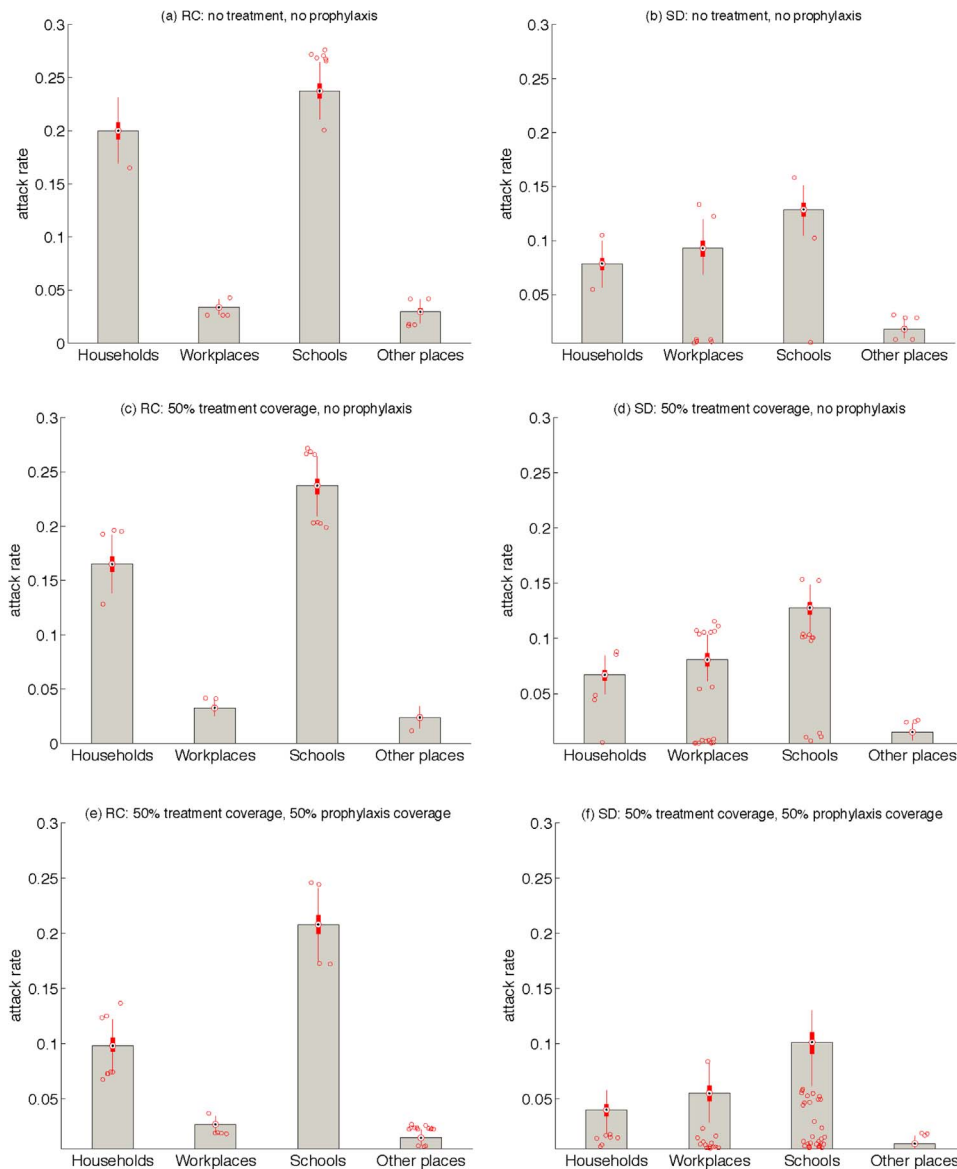 (a) RC: no treatment, no prophylaxis
0.3
0.25
0.2
0.15
0.1
0.05
0
attack rate
Households Workplaces Schools Other places
(b) SD: no treatment, no prophylaxis
0.3
0.25
0.2
0.15
0.1
0.05
attack rate
Households Workplaces Schools Other places
(c) RC: 50% treatment coverage, no prophylaxis
0.3
0.25
0.2
0.15
0.1
0.05
0
attack rate
Households Workplaces Schools Other places
(d) SD: 50% treatment coverage, no prophylaxis
0.3
0.25
0.2
0.15
0.1
0.05
attack rate
Households Workplaces Schools Other places
(e) RC: 50% treatment coverage, 50% prophylaxis coverage
0.3
0.25
0.2
0.15
0.1
0.05
attack rate
Households Workplaces Schools Other places
(f) SD: 50% treatment coverage, 50% prophylaxis coverage
0.3
0.25
0.2
0.15
0.1
0.05
attack rate
Households Workplaces Schools Other places